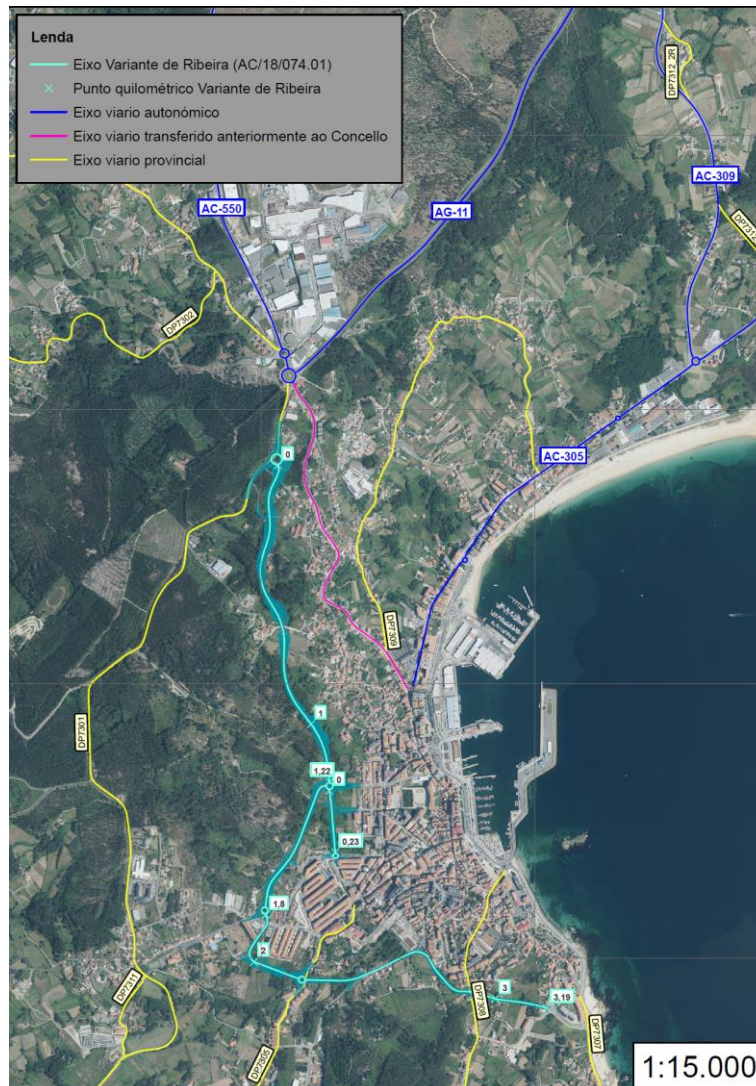 Lenda
Eixo Variante de Ribeira (AC/18/074.01)
Punto quilométrico Variante de Ribeira
Eixo viario autonómico
Eixo viario transferido anteriormente ao Concello
Eixo viario provincial
DP7312_2R
AC-550
AG-11
AC-309
DP7312
DP7302
0
AC-305
DP7309
1
DP7301
1,22
0
0,23
1,8
2
DP7311
3
3,19
DP7305
DP7308
DP7307
1:15.000